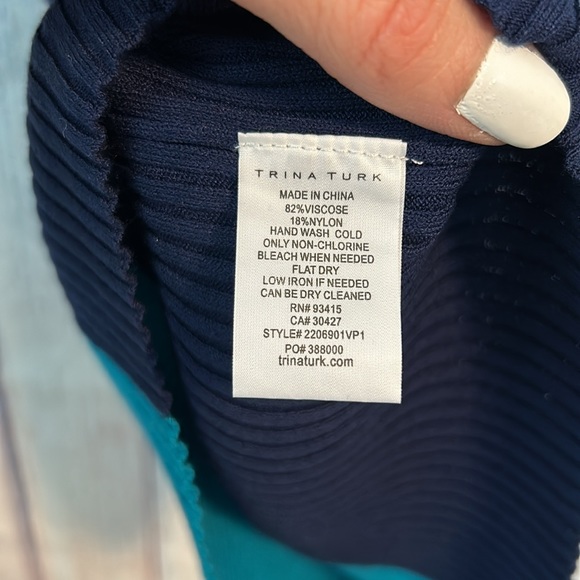 TRINA TURK
MADE IN CHINA
82%VISCOSE
18%NYLON
HAND WASH COLD
ONLY NON-CHLORINE
BLEACH WHEN NEEDED
FLAT DRY
LOW IRON IF NEEDED
CAN BE DRY CLEANED
RN# 93415
CA# 30427
STYLE# 2206901VP1
PO# 388000
trinaturk.com